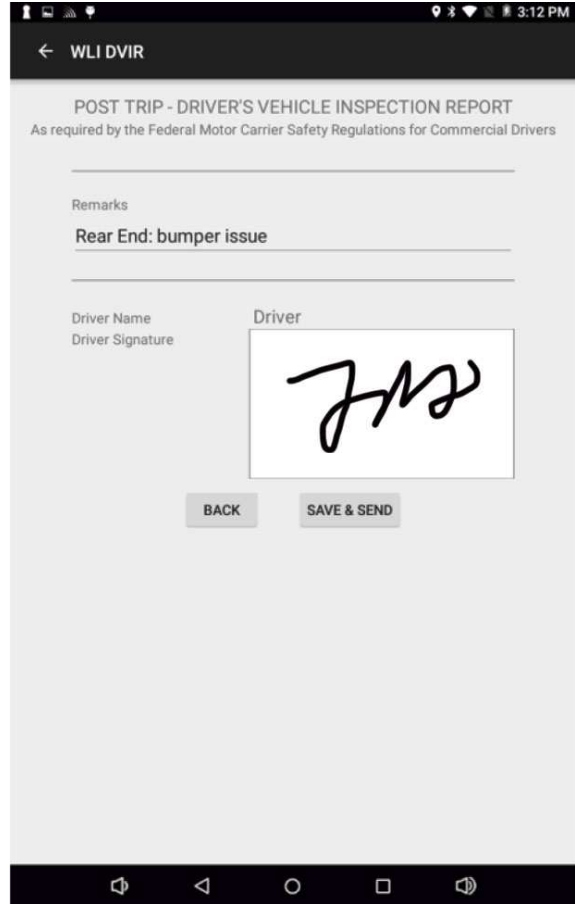 3:12 PM
WLI DVIR
POST TRIP - DRIVER'S VEHICLE INSPECTION REPORT
As required by the Federal Motor Carrier Safety Regulations for Commercial Drivers
Remarks
Rear End: bumper issue
Driver Name Driver
Driver Signature
BACK SAVE & SEND